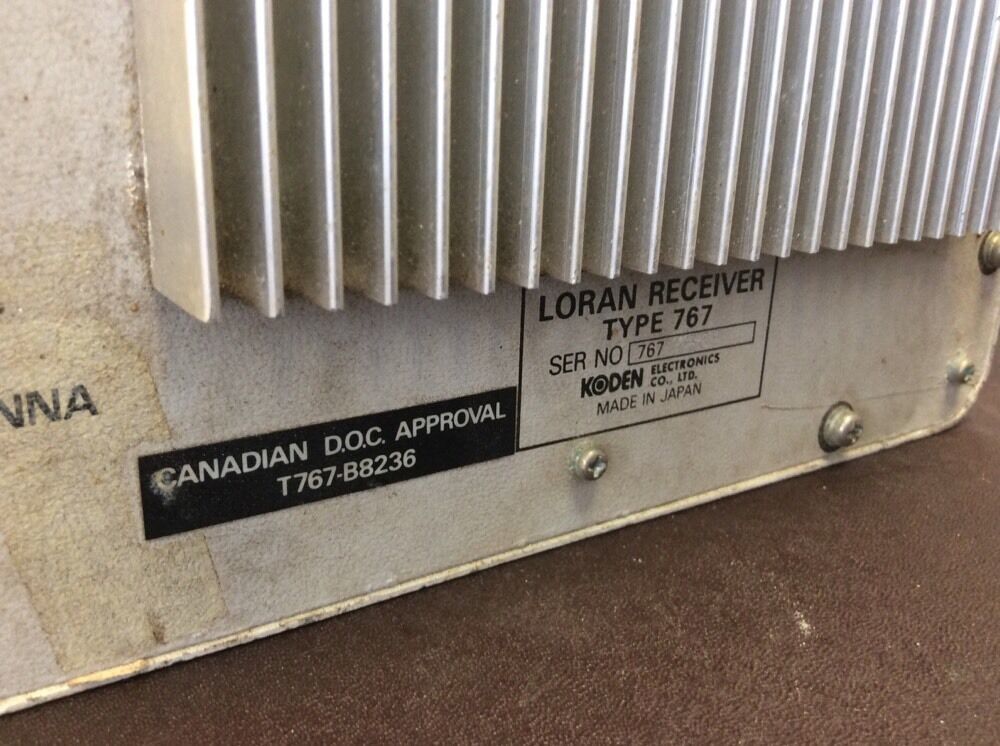 LORAN RECEIVER
TYPE 767
SER NO 767
KODEN ELECTRONICS CO., LTD.
MADE IN JAPAN
NNA
CANADIAN D.O.C. APPROVAL
T767-B8236